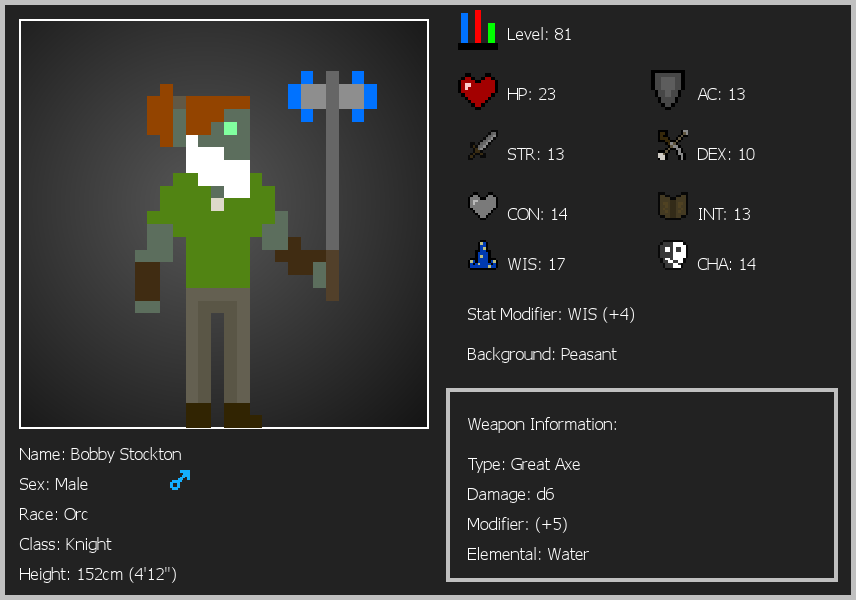 Level: 81
HP: 23
AC: 13
STR: 13
DEX: 10
CON: 14
INT: 13
WIS: 17
CHA: 14
Stat Modifier: WIS (+4)
Background: Peasant
Weapon Information:
Type: Great Axe
Damage: d6
Modifier: (+5)
Elemental: Water
Name: Bobby Stockton
Sex: Male
Race: Orc
Class: Knight
Height: 152cm (4'12")